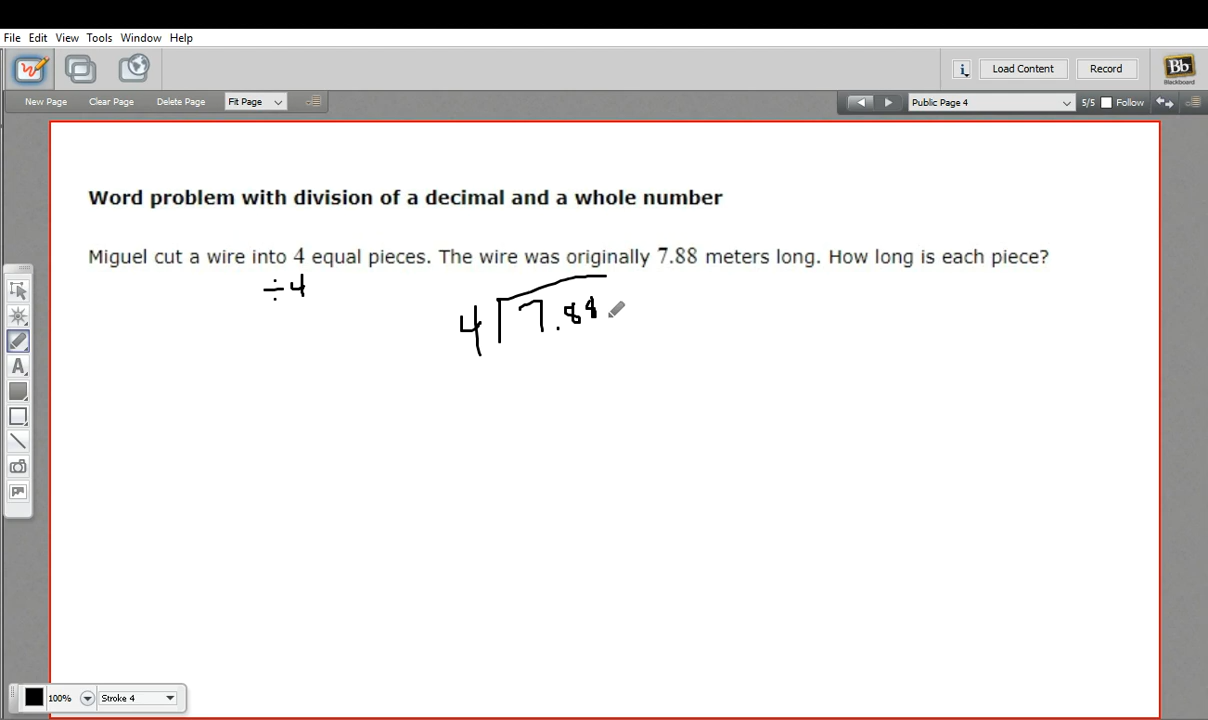 File Edit View Tools Window Help
Load Content Record Bb Blackboard
New Page Clear Page Delete Page Fit Page Public Page 4 5/5 Follow
Word problem with division of a decimal and a whole number
Miguel cut a wire into 4 equal pieces. The wire was originally 7.88 meters long. How long is each piece?
÷4
4 7.88
A
100% Stroke 4